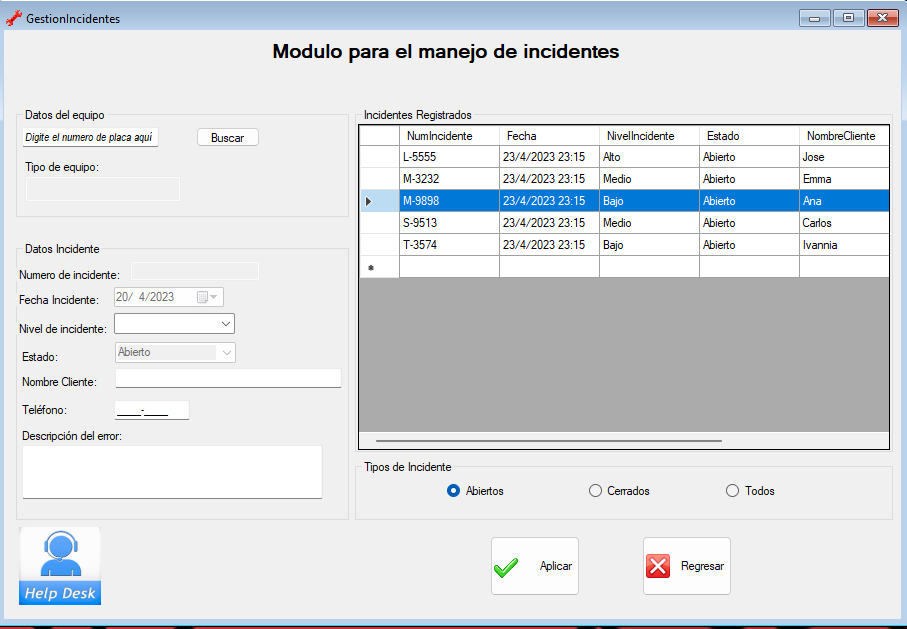 GestionIncidentes
Modulo para el manejo de incidentes
Datos del equipo
Digite el numero de placa aquí
Buscar
Tipo de equipo:
Datos Incidente
Numero de incidente:
Fecha Incidente:
20/ 4/2023
Nivel de incidente:
Estado:
Abierto
Nombre Cliente:
Teléfono:
____-____
Descripción del error:
Help Desk
Incidentes Registrados
NumIncidente Fecha NivelIncidente Estado NombreCliente
L-5555 23/4/2023 23:15 Alto Abierto Jose
M-3232 23/4/2023 23:15 Medio Abierto Emma
M-9898 23/4/2023 23:15 Bajo Abierto Ana
S-9513 23/4/2023 23:15 Medio Abierto Carlos
T-3574 23/4/2023 23:15 Bajo Abierto Ivannia
Tipos de Incidente
Abiertos Cerrados Todos
Aplicar Regresar